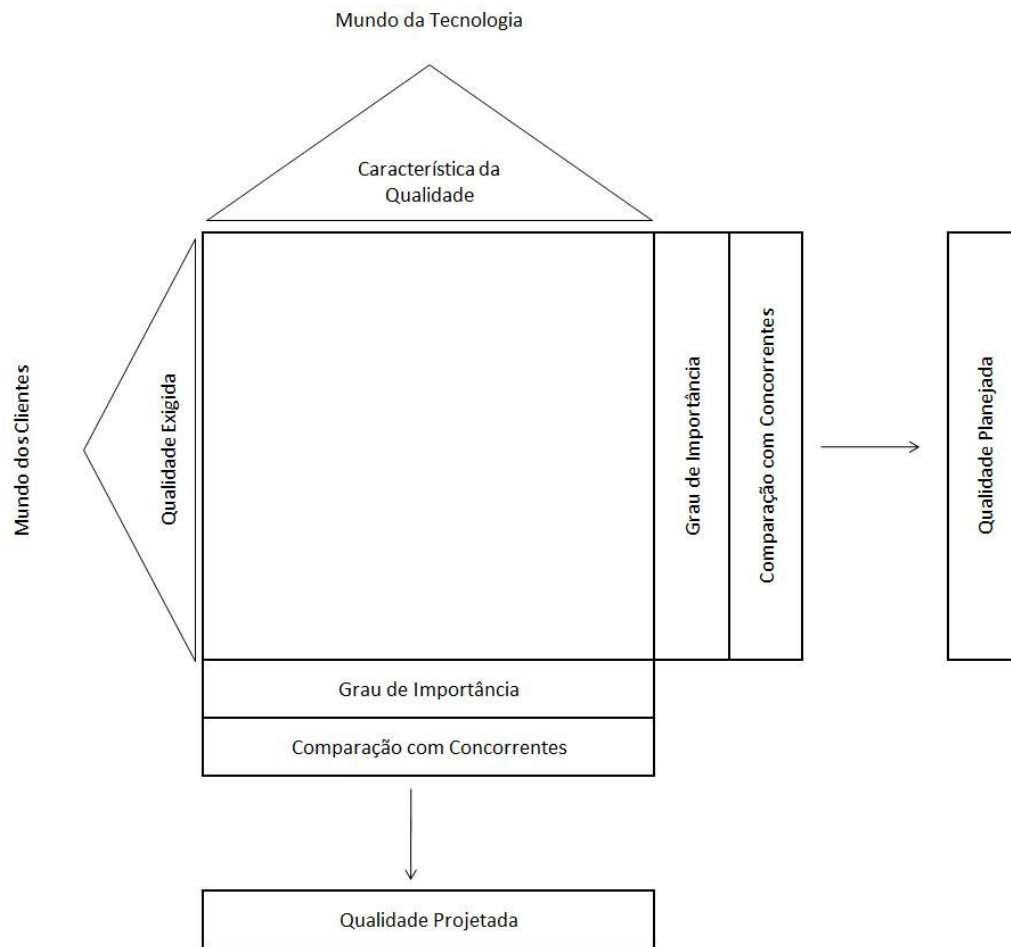 Mundo da Tecnologia
Característica da
Qualidade
Mundo dos Clientes
Qualidade Exigida
Grau de Importância
Comparação com Concorrentes
Qualidade Planejada
Grau de Importância
Comparação com Concorrentes
Qualidade Projetada